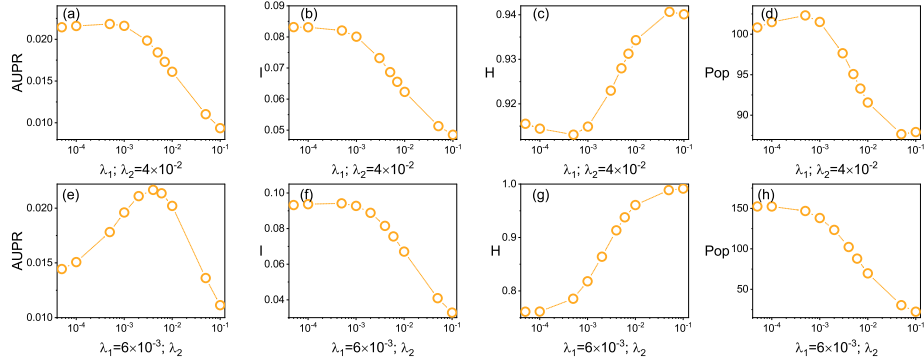 (a)
AUPR
0.020
0.015
0.010
10⁻⁴ 10⁻³ 10⁻² 10⁻¹
λ₁; λ₂=4×10⁻²
(b)
I
0.08
0.07
0.06
0.05
10⁻⁴ 10⁻³ 10⁻² 10⁻¹
λ₁; λ₂=4×10⁻²
(c)
H
0.94
0.93
0.92
10⁻⁴ 10⁻³ 10⁻² 10⁻¹
λ₁; λ₂=4×10⁻²
(d)
Pop
100
95
90
10⁻⁴ 10⁻³ 10⁻² 10⁻¹
λ₁; λ₂=4×10⁻²
(e)
AUPR
0.020
0.015
0.010
10⁻⁴ 10⁻³ 10⁻² 10⁻¹
λ₁=6×10⁻³; λ₂
(f)
I
0.10
0.08
0.06
0.04
10⁻⁴ 10⁻³ 10⁻² 10⁻¹
λ₁=6×10⁻³; λ₂
(g)
H
1.0
0.9
0.8
10⁻⁴ 10⁻³ 10⁻² 10⁻¹
λ₁=6×10⁻³; λ₂
(h)
Pop
150
100
50
10⁻⁴ 10⁻³ 10⁻² 10⁻¹
λ₁=6×10⁻³; λ₂